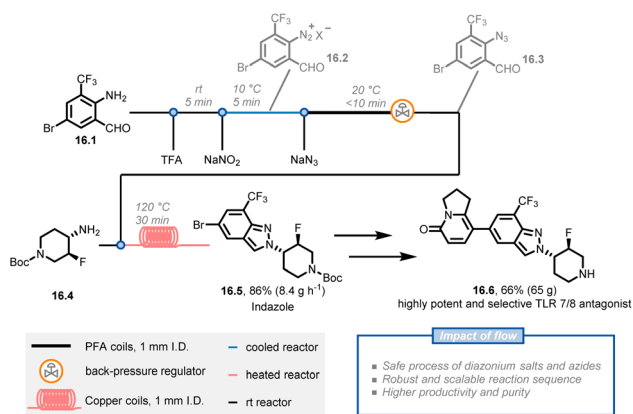 CF₃
N₂ X⁻
+
16.2
Br
CHO
CF₃
N₃
16.3
Br
CHO
CF₃
NH₂
Br
CHO
16.1
rt
5 min
10 °C
5 min
20 °C
<10 min
TFA
NaNO₂
NaN₃
NH₂
BocN
F
16.4
120 °C
30 min
CF₃
Br
F
N
N
N
Boc
16.5, 86% (8.4 g h⁻¹)
Indazole
O
N
CF₃
F
N
N
NH
16.6, 66% (65 g)
highly potent and selective TLR 7/8 antagonist
PFA coils, 1 mm I.D.
back-pressure regulator
Copper coils, 1 mm I.D.
cooled reactor
heated reactor
rt reactor
Impact of flow
Safe process of diazonium salts and azides
Robust and scalable reaction sequence
Higher productivity and purity